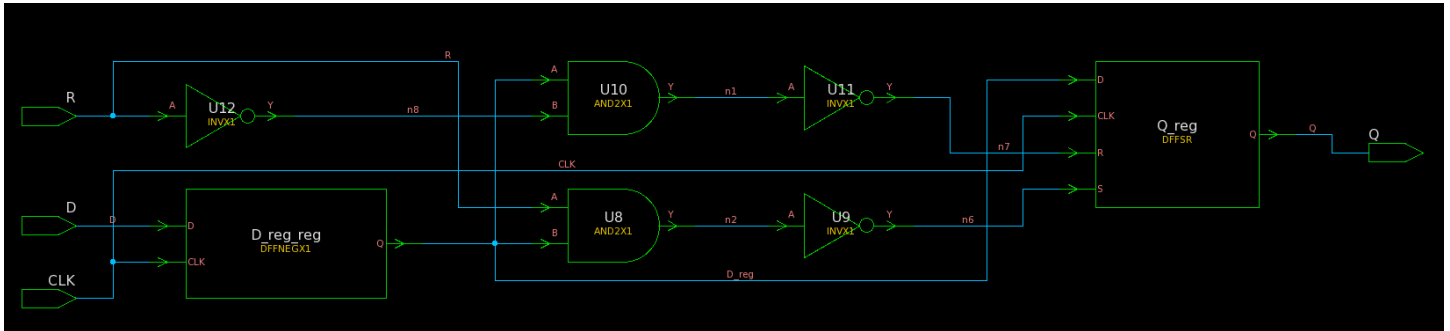 R
R
A
U12
INVX1
Y
n8
A
B
U10
AND2X1
Y
n1
A
U11
INVX1
Y
n7
D
CLK
R
S
Q_reg
DFFSR
Q
Q
Q
CLK
D
D
D
CLK
D_reg_reg
DFFNEGX1
Q
A
B
U8
AND2X1
Y
n2
A
U9
INVX1
Y
n6
CLK
D_reg